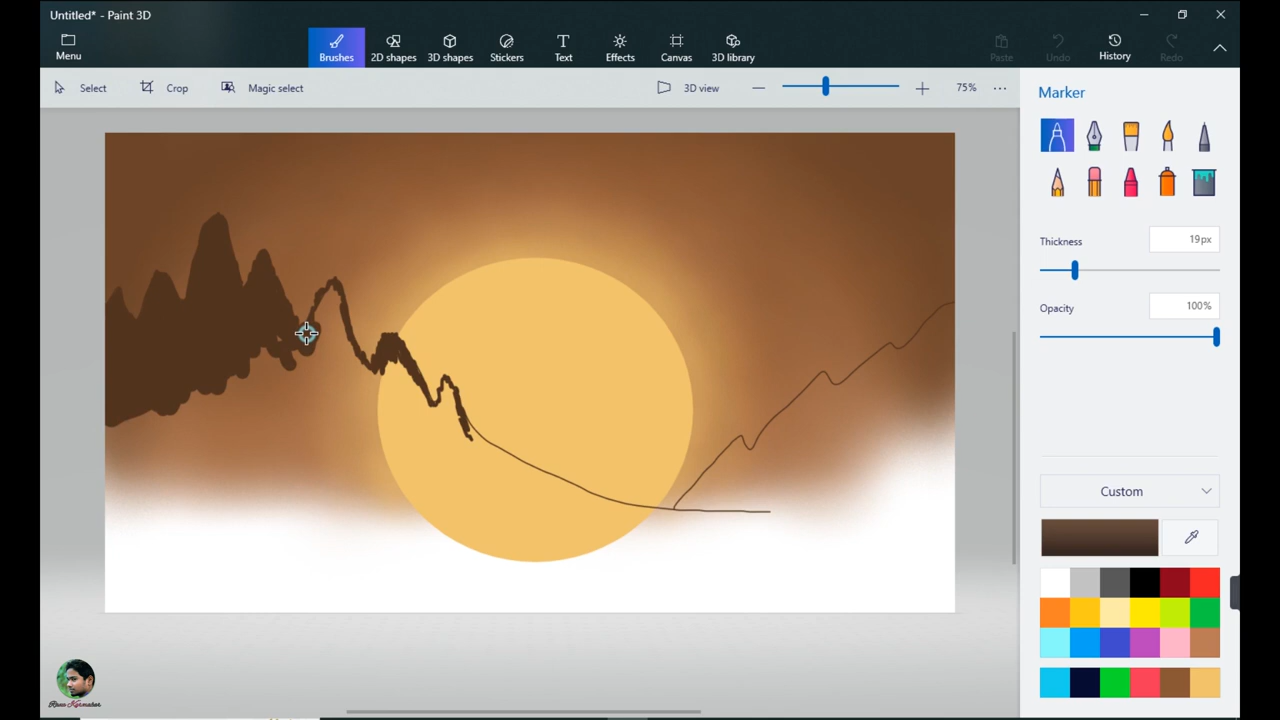 Untitled* - Paint 3D
Menu
Brushes
2D shapes
3D shapes
Stickers
Text
Effects
Canvas
3D library
Paste
Undo
History
Redo
Select
Crop
Magic select
3D view
75%
Marker
Thickness
19px
Opacity
100%
Custom